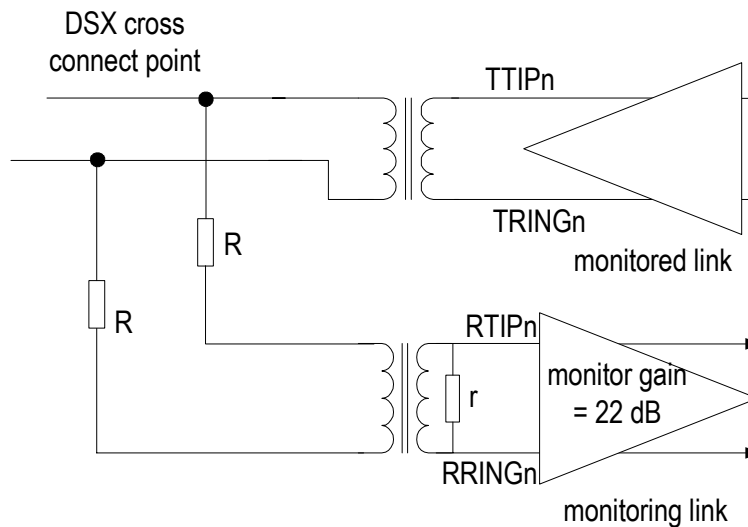 DSX cross
connect point
TTIPn
TRINGn
monitored link
R
R
RTIPn
monitor gain
= 22 dB
r
RRINGn
monitoring link